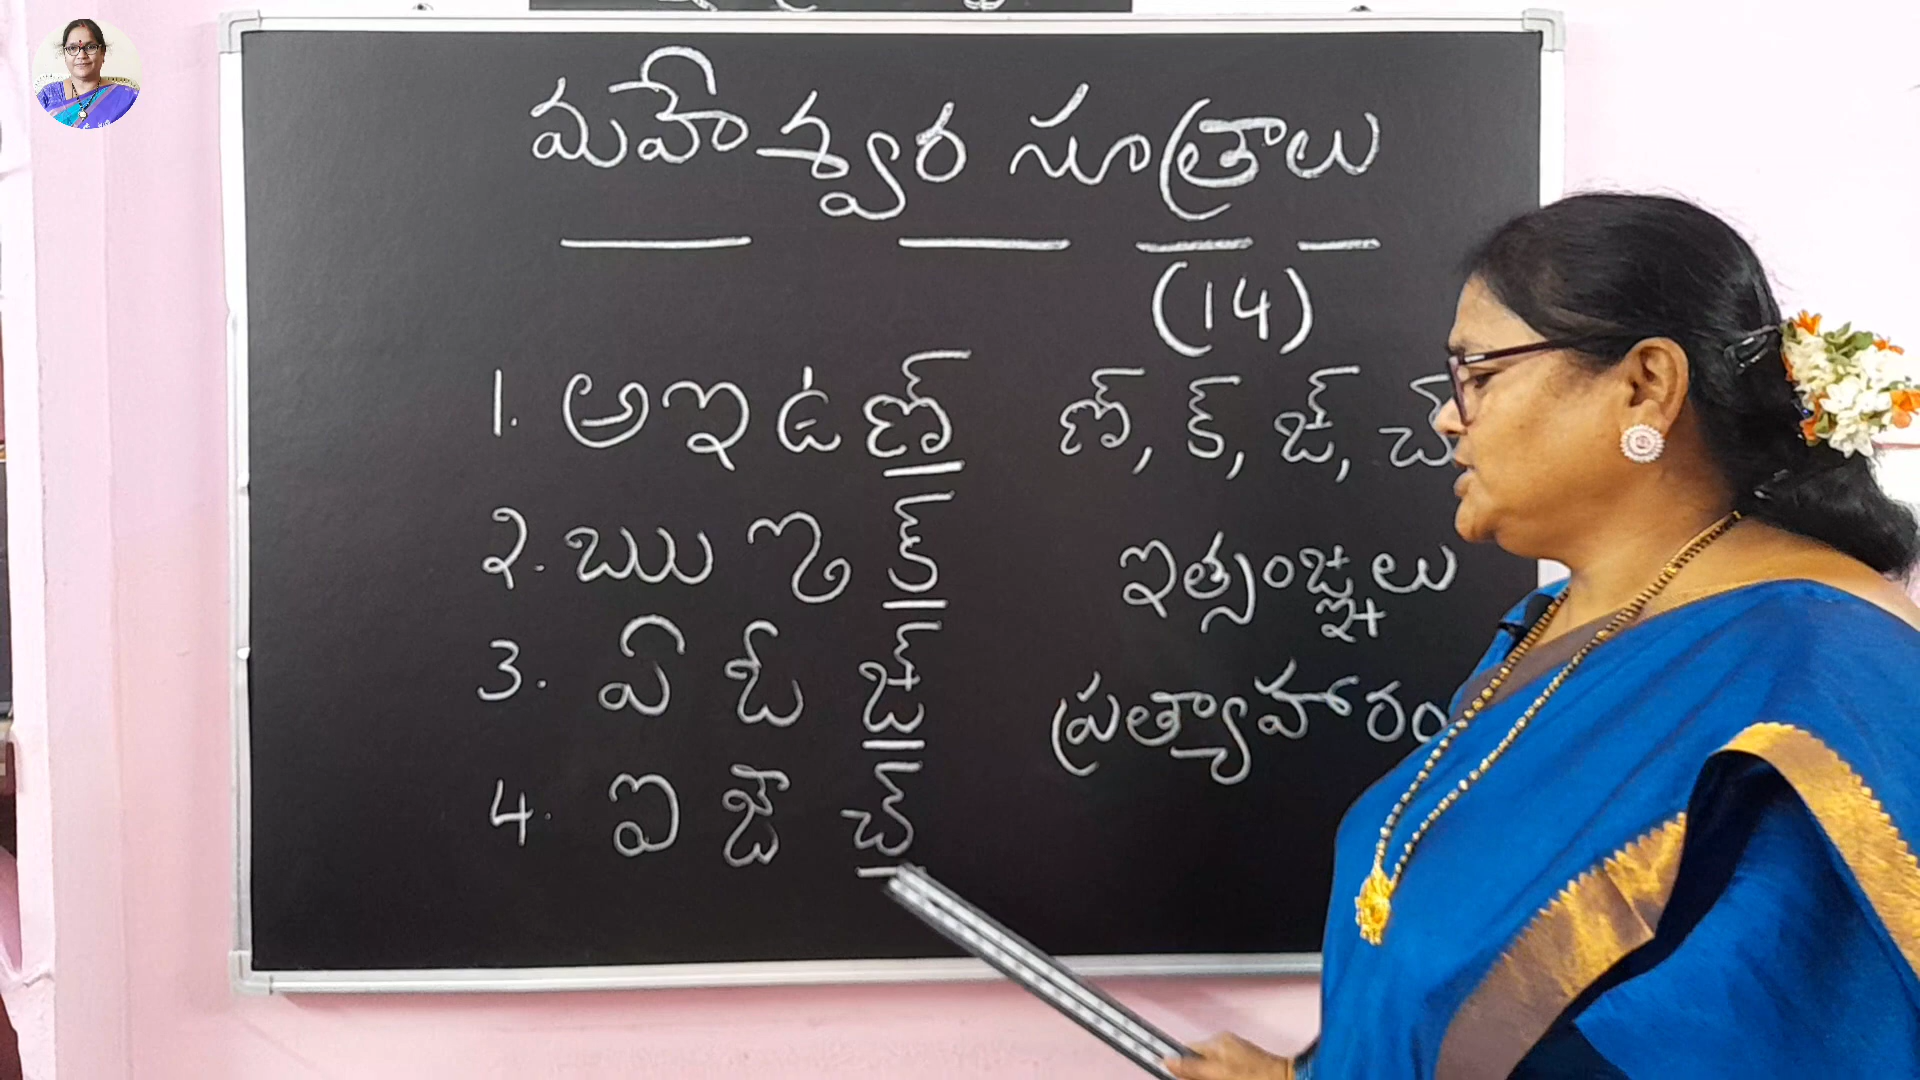 మహేశ్వర సూత్రాలు
(14)
1. అ ఇ ఉ ణ్
2. ఋ ఌ క్
3. ఏ ఓ ఙ్
4. ఐ ఔ చ్
ణ్, క్, ఙ్, చ్
ఇత్సంజ్ఞలు
ప్రత్యాహారం